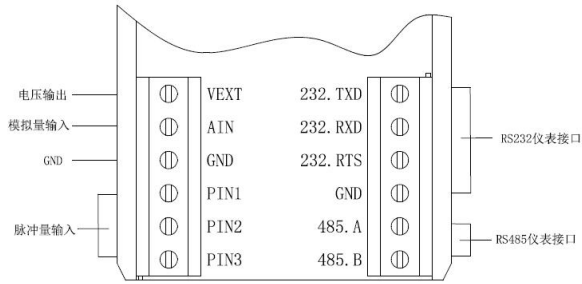 电压输出 VEXT 232.TXD
模拟量输入 AIN 232.RXD RS232仪表接口
GND GND 232.RTS
PIN1 GND
脉冲量输入 PIN2 485.A RS485仪表接口
PIN3 485.B